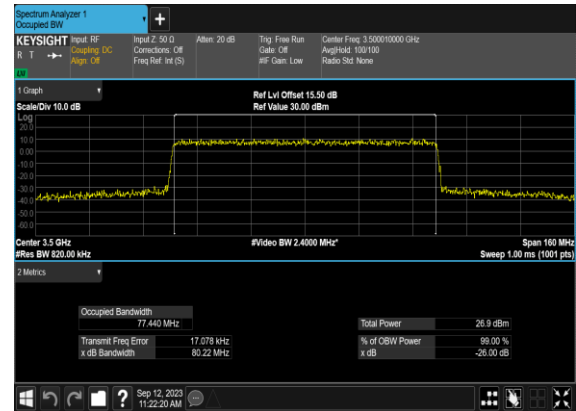 Spectrum Analyzer 1
Occupied BW
KEYSIGHT
R T
Input: RF
Coupling: DC
Align: Off
Input Z: 50 Ω
Corrections: Off
Freq Ref: Int (S)
Atten: 20 dB
Trig: Free Run
Gate: Off
#IF Gain: Low
Center Freq: 3.500010000 GHz
Avg|Hold: 100/100
Radio Std: None
1 Graph
Scale/Div 10.0 dB
Ref Lvl Offset 15.50 dB
Ref Value 30.00 dBm
Log
20.0
10.0
0.00
-10.0
-20.0
-30.0
-40.0
-50.0
-60.0
Center 3.5 GHz
#Video BW 2.4000 MHz*
Span 160 MHz
#Res BW 820.00 kHz
Sweep 1.00 ms (1001 pts)
2 Metrics
Occupied Bandwidth
77.440 MHz
Total Power 26.9 dBm
Transmit Freq Error 17.078 kHz
% of OBW Power 99.00 %
x dB Bandwidth 80.22 MHz
x dB -26.00 dB
?
Sep 12, 2023
11:22:20 AM